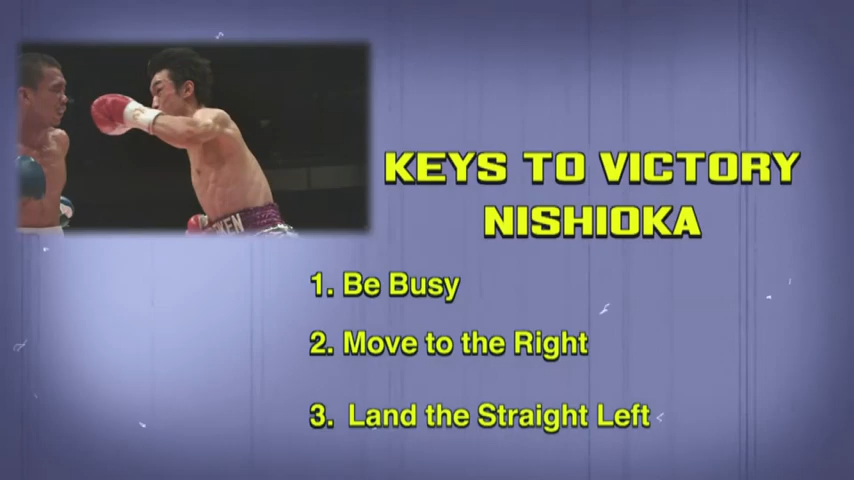 KEYS TO VICTORY
NISHIOKA
1. Be Busy
2. Move to the Right
3. Land the Straight Left